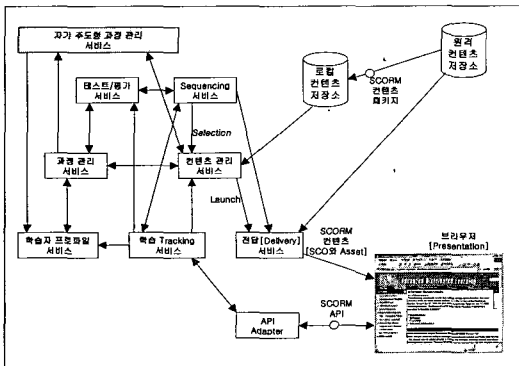 자기 주도형 과정 관리
서비스
테스트/평가
서비스
Sequencing
서비스
로컬
컨텐츠
저장소
원격
컨텐츠
저장소
SCORM
컨텐츠
패키지
Selection
과정 관리
서비스
컨텐츠 관리
서비스
Launch
학습자 프로파일
서비스
학습 Tracking
서비스
전달[Delivery]
서비스
SCORM
컨텐츠
[SCO와 Asset]
브라우저
[Presentation]
API
Adapter
SCORM
API